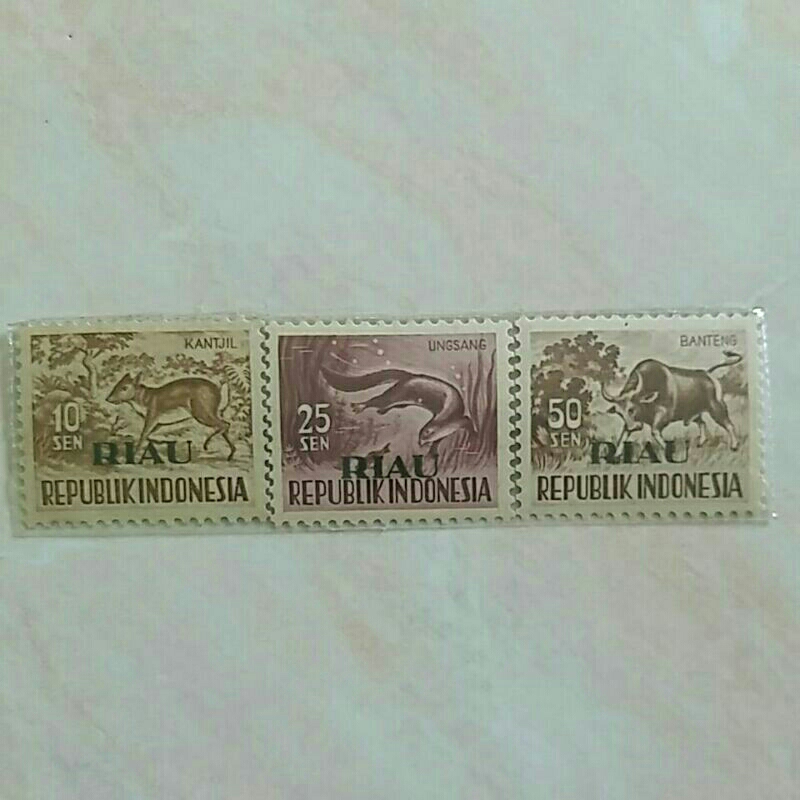 KANTJIL
10
SEN
RIAU
REPUBLIK INDONESIA
UNGSANG
25
SEN
RIAU
REPUBLIK INDONESIA
BANTENG
50
SEN
RIAU
REPUBLIK INDONESIA